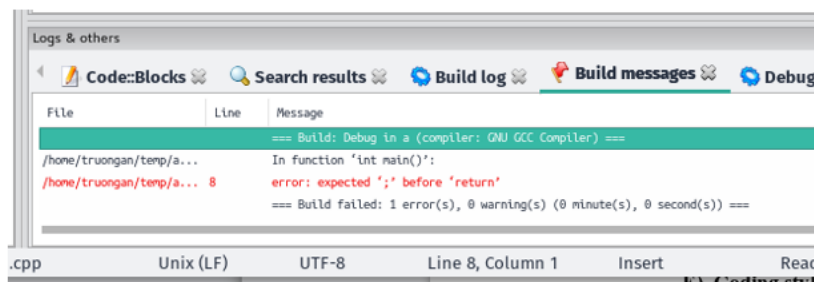 Logs & others
Code::Blocks Search results Build log Build messages Debug
File Line Message
=== Build: Debug in a (compiler: GNU GCC Compiler) ===
/home/truongan/temp/a... In function ‘int main()’:
/home/truongan/temp/a... 8 error: expected ‘;’ before ‘return’
=== Build failed: 1 error(s), 0 warning(s) (0 minute(s), 0 second(s)) ===
.cpp Unix (LF) UTF-8 Line 8, Column 1 Insert Read
Coding